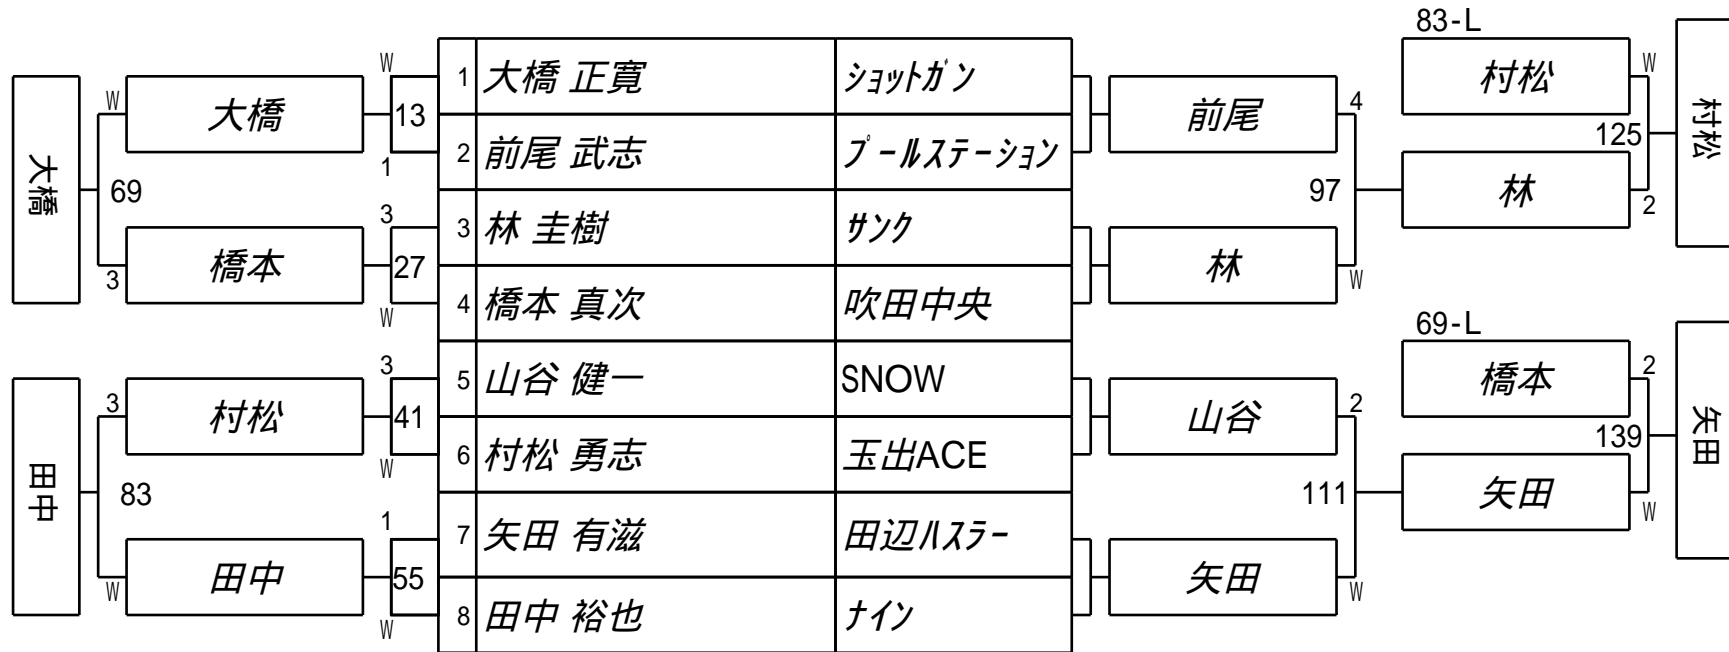 83-L
W
1 大橋 正寛 ショットガン
村松
W
W
大橋
13
前尾
4
村松
大橋
1
2 前尾 武志 プールステーション
125
69
3
3 林 圭樹 サンク
97
林
2
3
橋本
27
林
W
W
4 橋本 真次 吹田中央
69-L
3
5 山谷 健一 SNOW
橋本
2
3
村松
41
山谷
2
矢田
田中
W
6 村松 勇志 玉出ACE
139
83
111
矢田
W
1
7 矢田 有滋 田辺ハスラー
W
田中
55
矢田
W
W
8 田中 裕也 ナイン